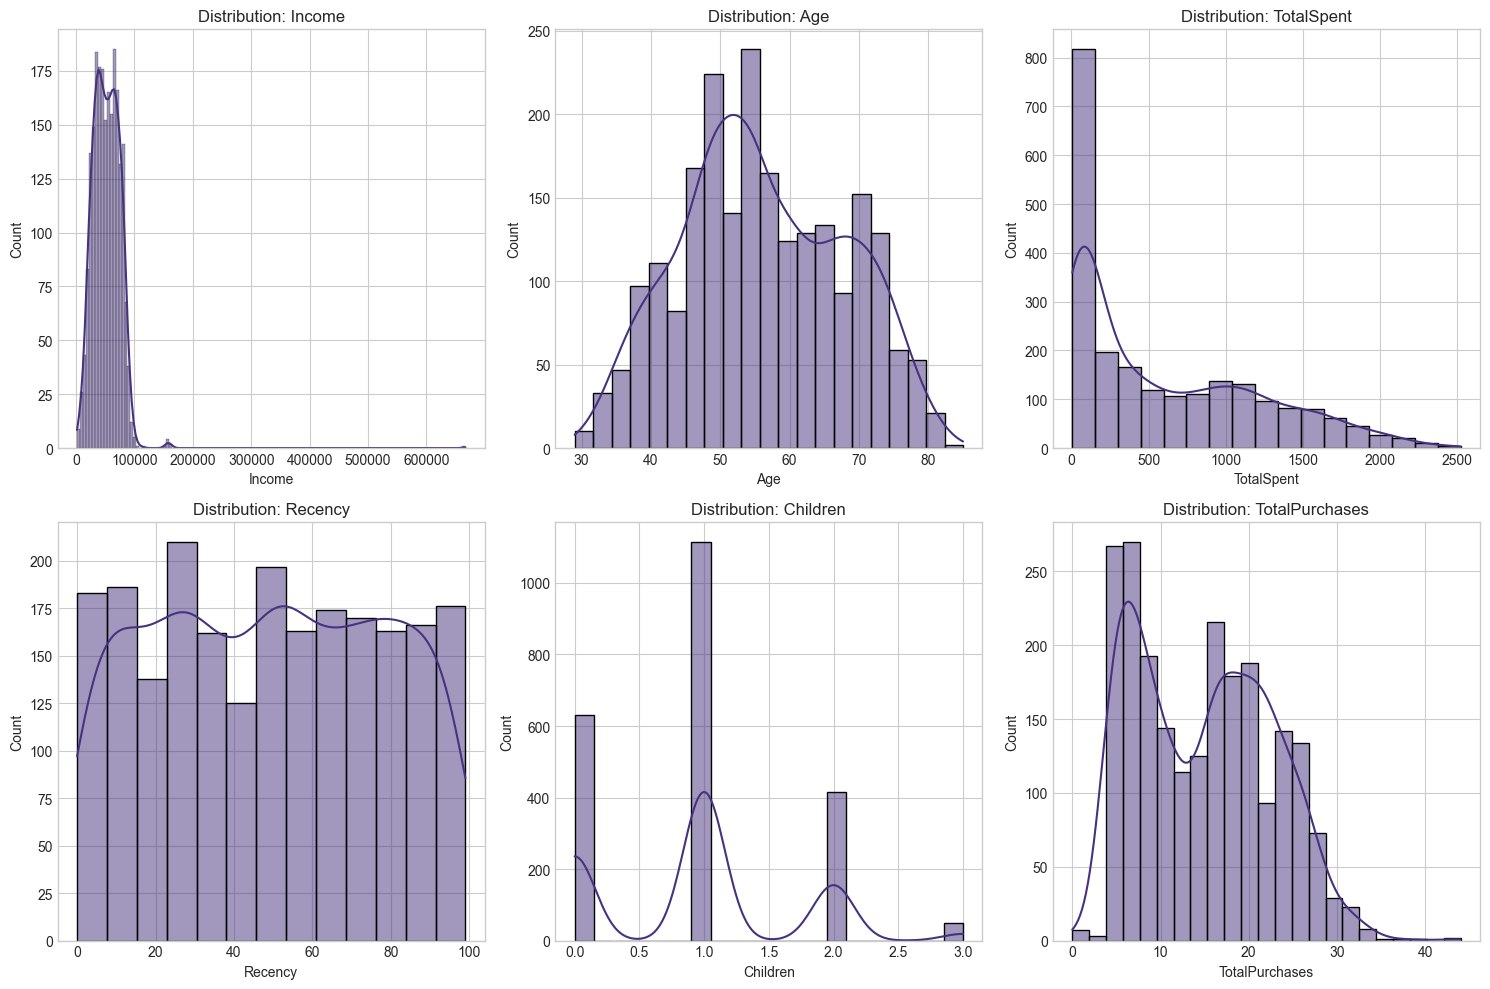 Distribution: Income
Count
175
150
125
100
75
50
25
0
0 100000 200000 300000 400000 500000 600000
Income
Distribution: Age
Count
250
200
150
100
50
0
30 40 50 60 70 80
Age
Distribution: TotalSpent
Count
800
700
600
500
400
300
200
100
0
0 500 1000 1500 2000 2500
TotalSpent
Distribution: Recency
Count
200
175
150
125
100
75
50
25
0
0 20 40 60 80 100
Recency
Distribution: Children
Count
1000
800
600
400
200
0
0.0 0.5 1.0 1.5 2.0 2.5 3.0
Children
Distribution: TotalPurchases
Count
250
200
150
100
50
0
0 10 20 30 40
TotalPurchases